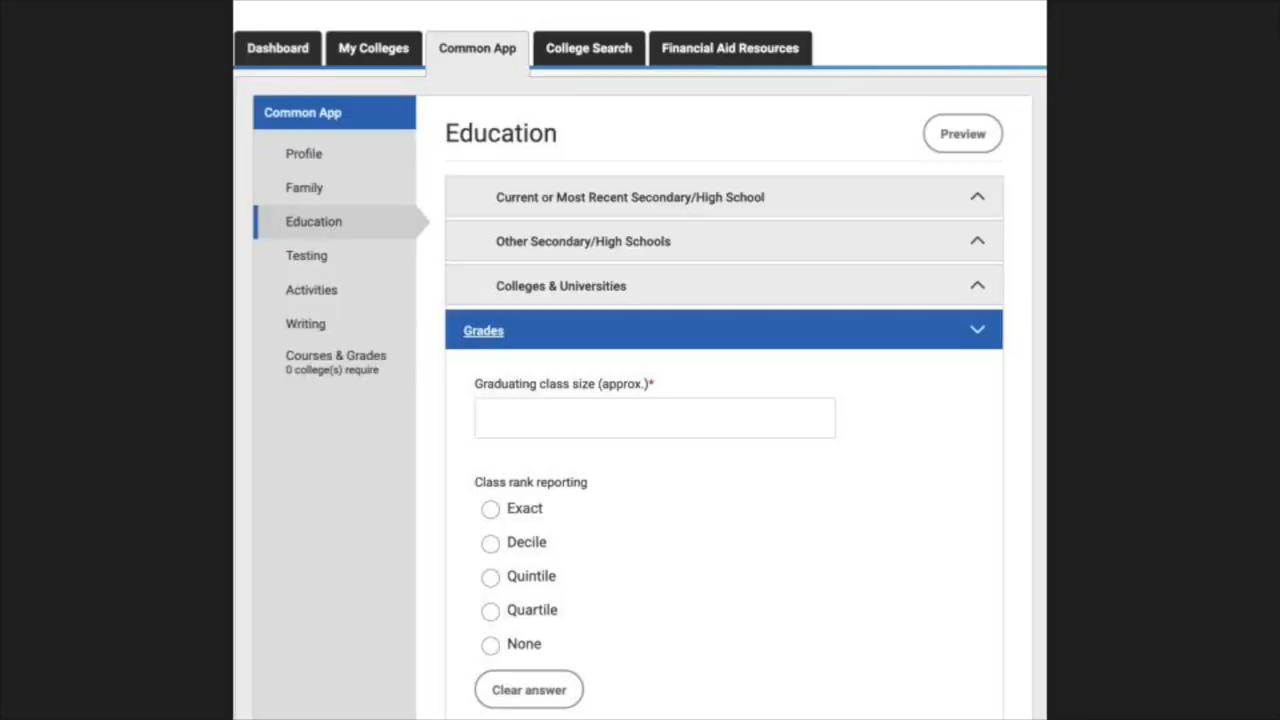 Dashboard My Colleges Common App College Search Financial Aid Resources
Common App
Profile
Family
Education
Testing
Activities
Writing
Courses & Grades
0 college(s) require
Education
Preview
Current or Most Recent Secondary/High School
Other Secondary/High Schools
Colleges & Universities
Grades
Graduating class size (approx.)*
Class rank reporting
Exact
Decile
Quintile
Quartile
None
Clear answer